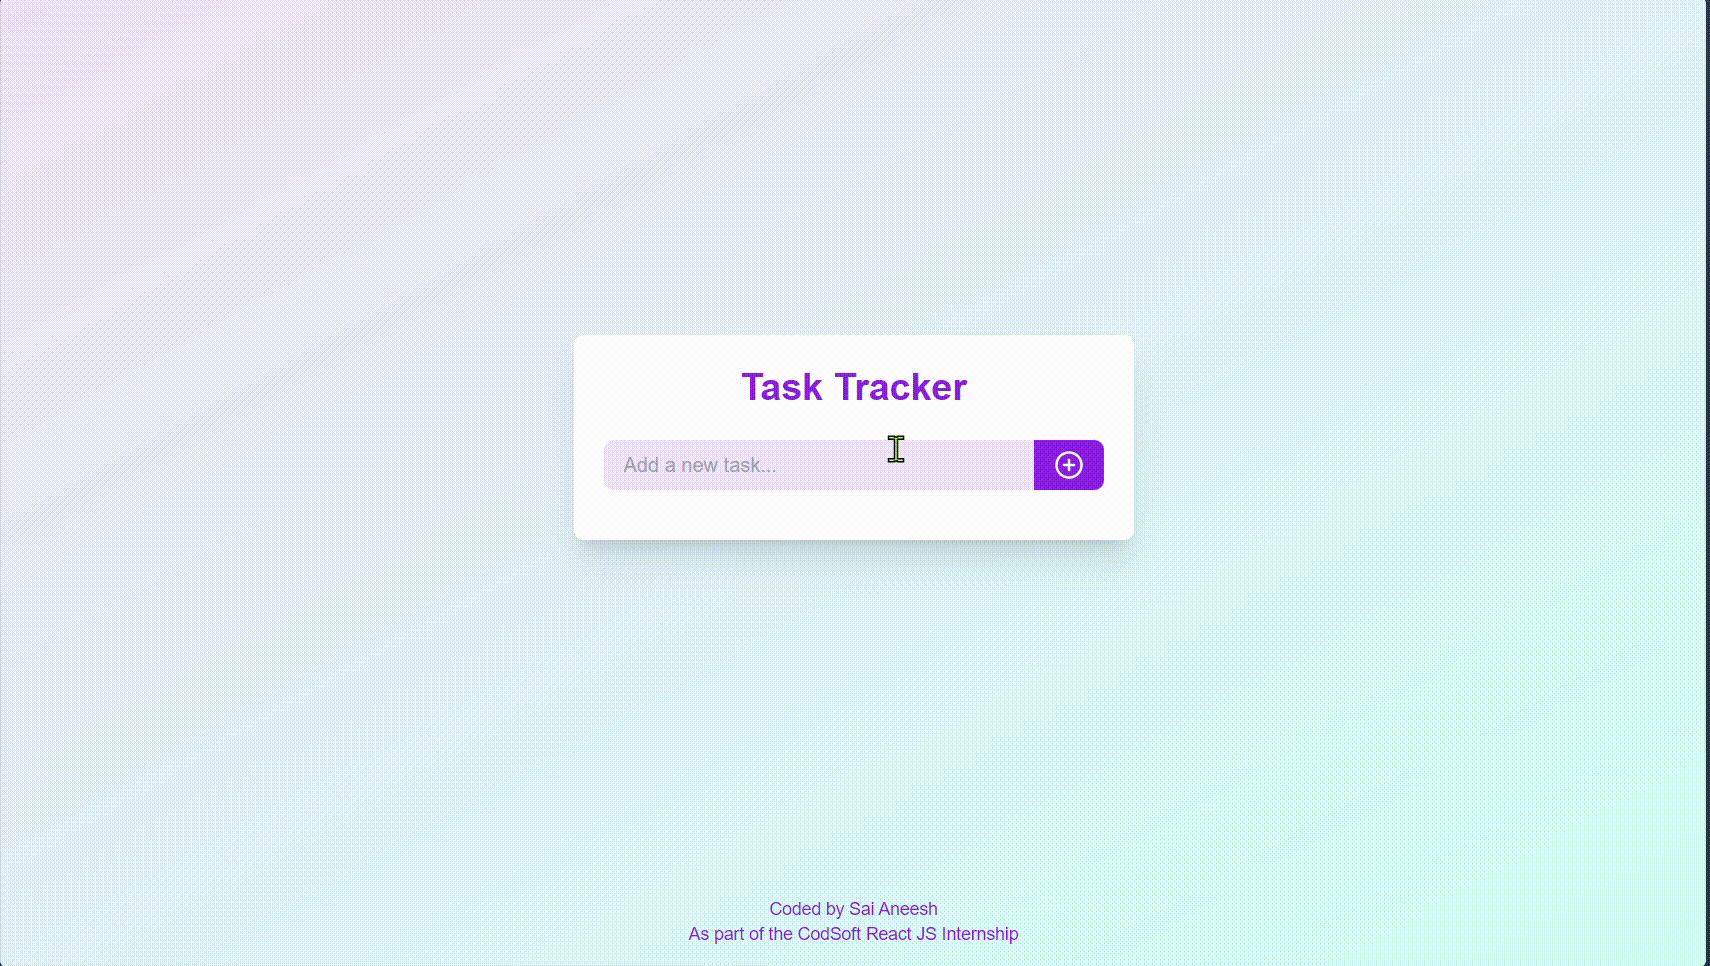 Task Tracker
Add a new task...
Coded by Sai Aneesh
As part of the CodSoft React JS Internship